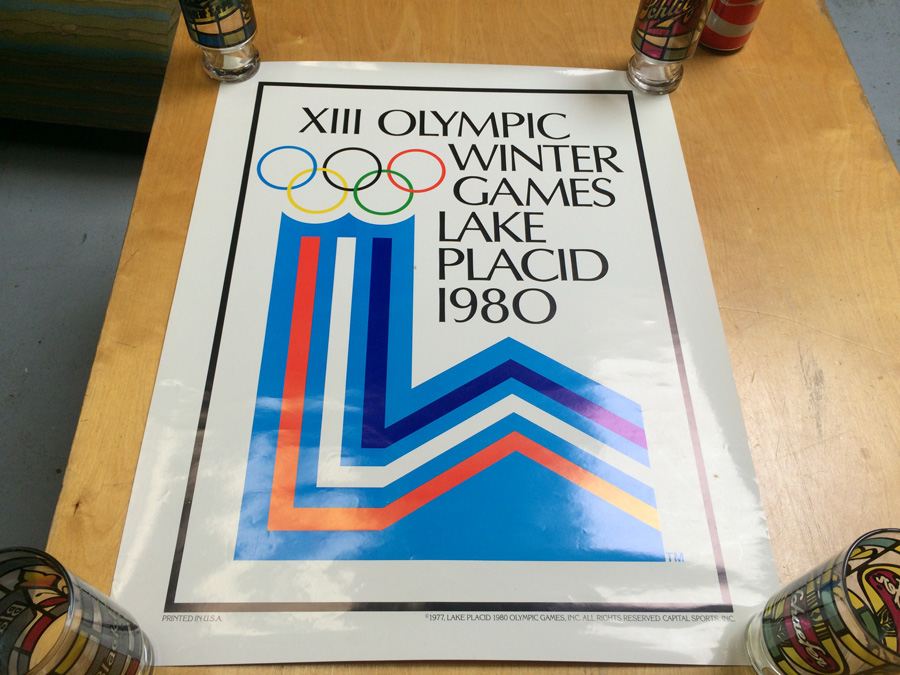 XIII OLYMPIC
WINTER
GAMES
LAKE
PLACID
1980
TM
PRINTED IN U.S.A.
©1977, LAKE PLACID 1980 OLYMPIC GAMES, INC. ALL RIGHTS RESERVED. CAPITAL SPORTS, INC.